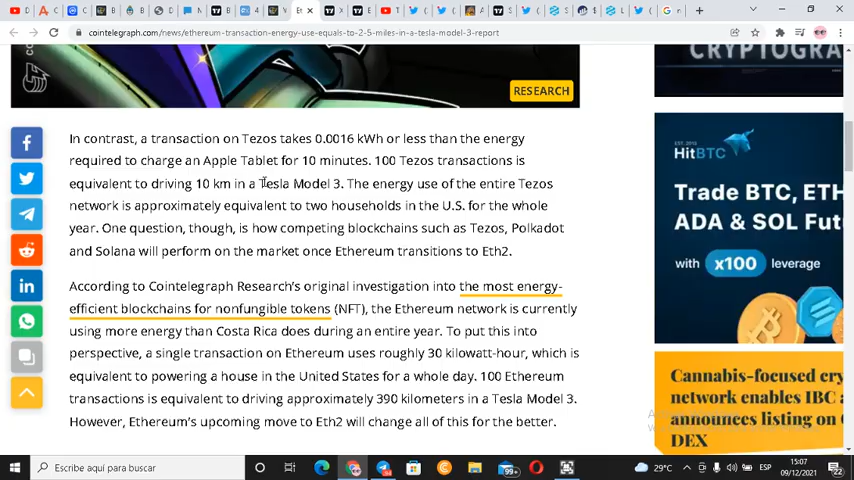 cointelegraph.com/news/ethereum-transaction-energy-use-equals-to-2-5-miles-in-a-tesla-model-3-report
RESEARCH
In contrast, a transaction on Tezos takes 0.0016 kWh or less than the energy
required to charge an Apple Tablet for 10 minutes. 100 Tezos transactions is
equivalent to driving 10 km in a Tesla Model 3. The energy use of the entire Tezos
network is approximately equivalent to two households in the U.S. for the whole
year. One question, though, is how competing blockchains such as Tezos, Polkadot
and Solana will perform on the market once Ethereum transitions to Eth2.
According to Cointelegraph Research's original investigation into the most energy-
efficient blockchains for nonfungible tokens (NFT), the Ethereum network is currently
using more energy than Costa Rica does during an entire year. To put this into
perspective, a single transaction on Ethereum uses roughly 30 kilowatt-hour, which is
equivalent to powering a house in the United States for a whole day. 100 Ethereum
transactions is equivalent to driving approximately 390 kilometers in a Tesla Model 3.
However, Ethereum's upcoming move to Eth2 will change all of this for the better.
CRYPTOGRA
HitBTC
Trade BTC, ETH
ADA & SOL Futu
with x100 leverage
Cannabis-focused cry
network enables IBC a
announces listing on C
DEX
Escribe aquí para buscar
99+
29°C
ESP
15:07
09/12/2021
22